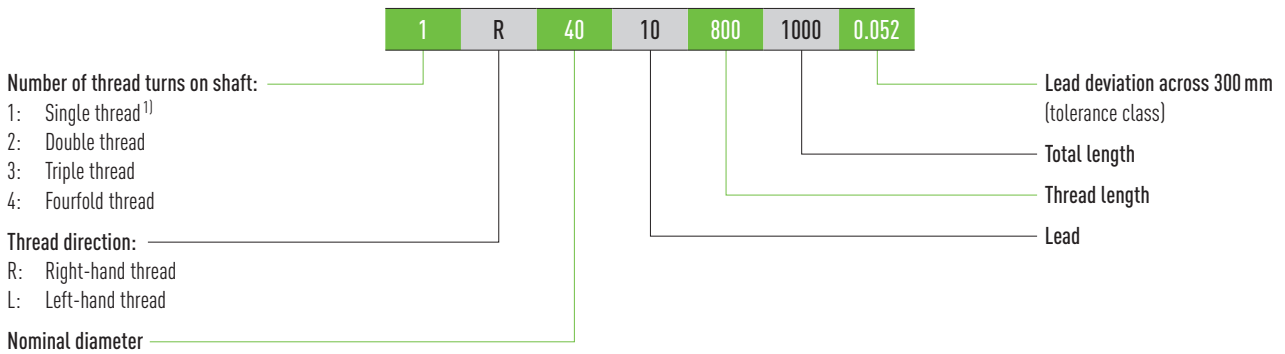 1 R 40 10 800 1000 0.052
Number of thread turns on shaft:
1: Single thread 1)
2: Double thread
3: Triple thread
4: Fourfold thread
Thread direction:
R: Right-hand thread
L: Left-hand thread
Nominal diameter
Lead deviation across 300 mm
(tolerance class)
Total length
Thread length
Lead